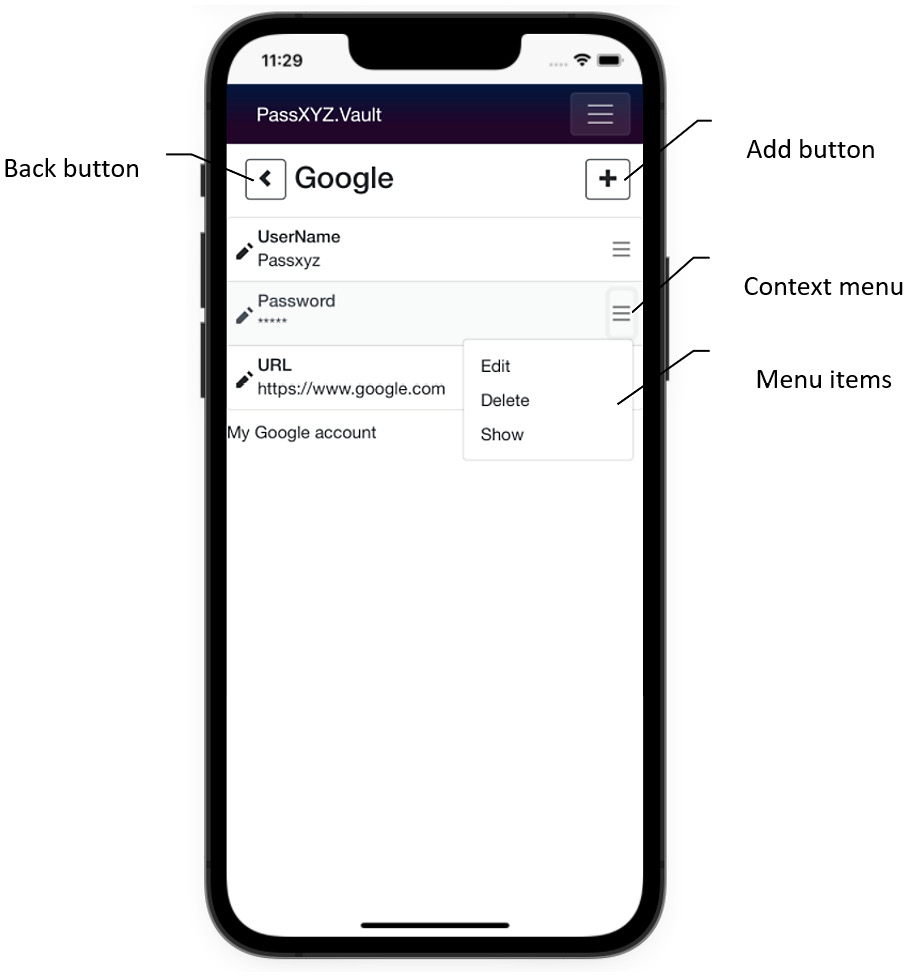 11:29
PassXYZ.Vault
Back button
Google
Add button
UserName
Passxyz
Password
*****
Context menu
URL
https://www.google.com
Edit
Delete
Show
Menu items
My Google account